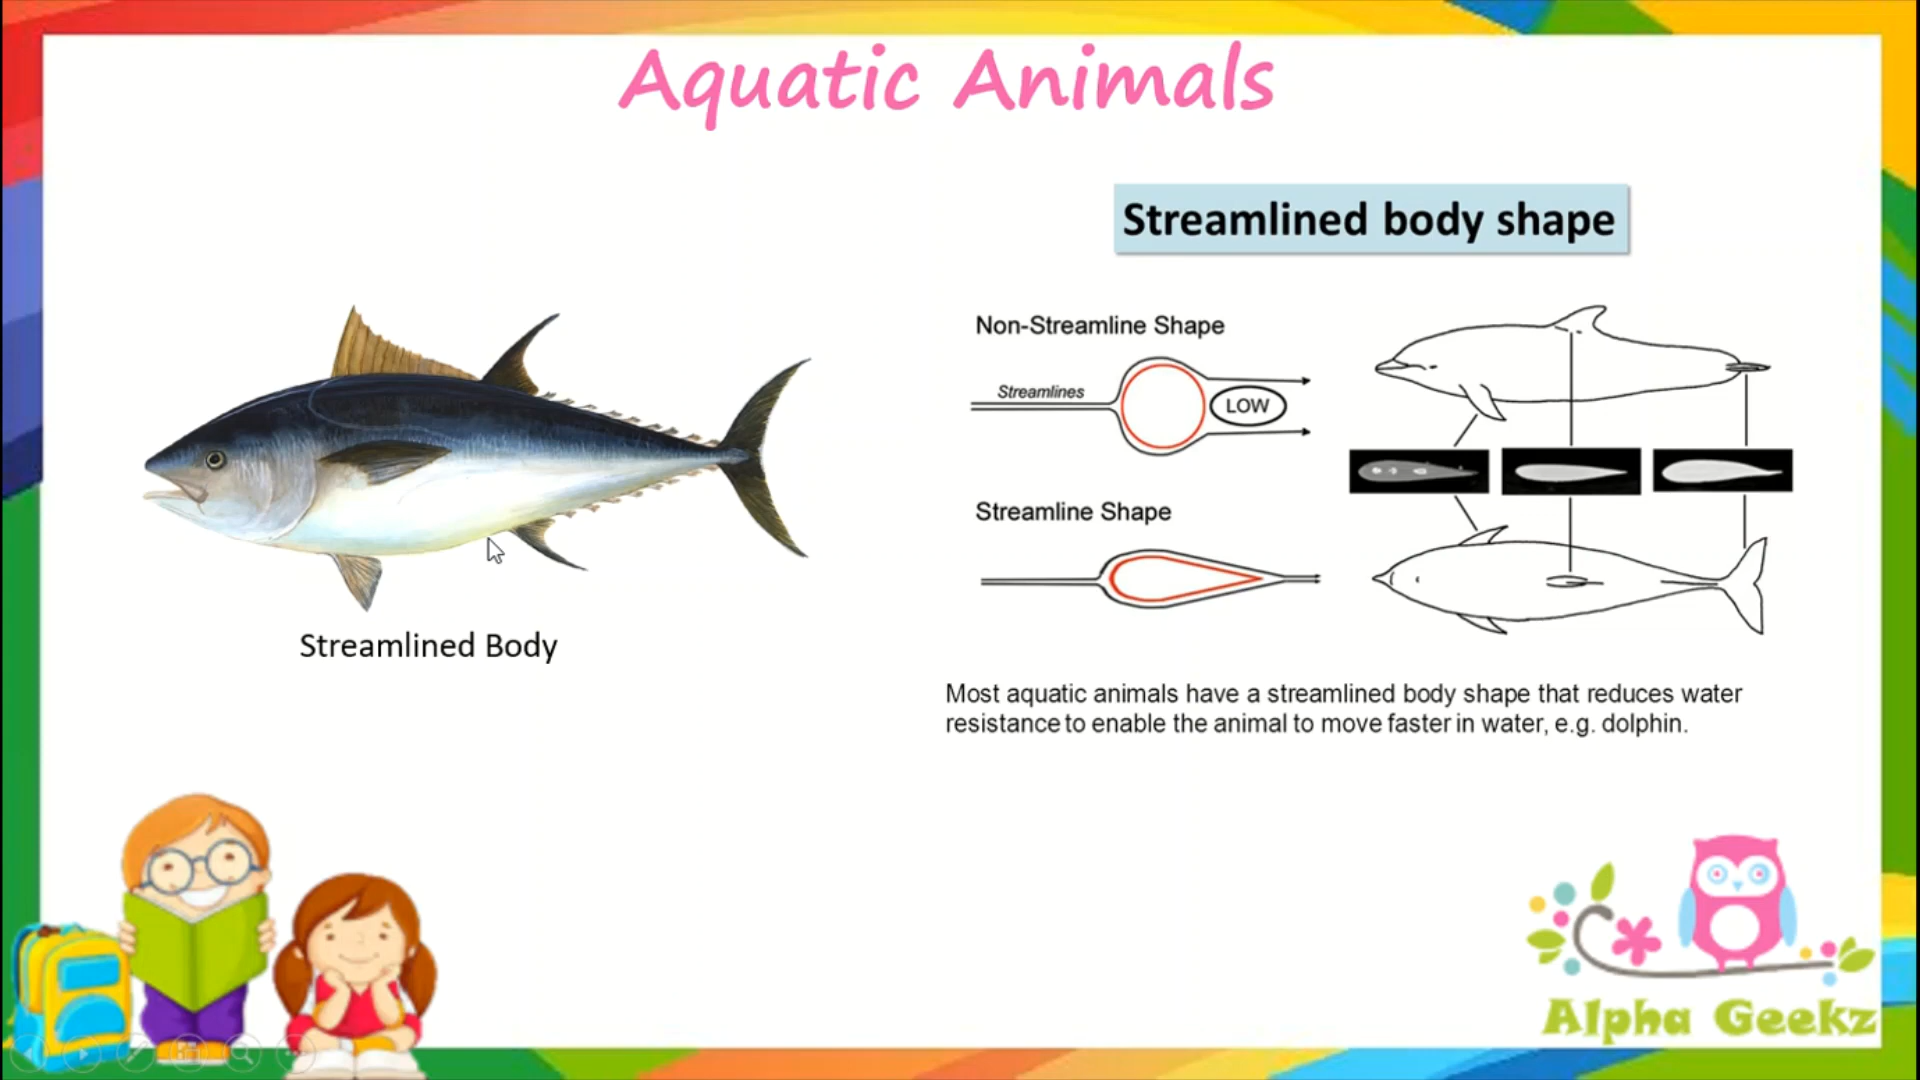 Aquatic Animals
Streamlined body shape
Non-Streamline Shape
Streamlines
LOW
Streamline Shape
Streamlined Body
Most aquatic animals have a streamlined body shape that reduces water
resistance to enable the animal to move faster in water, e.g. dolphin.
Alpha Geekz